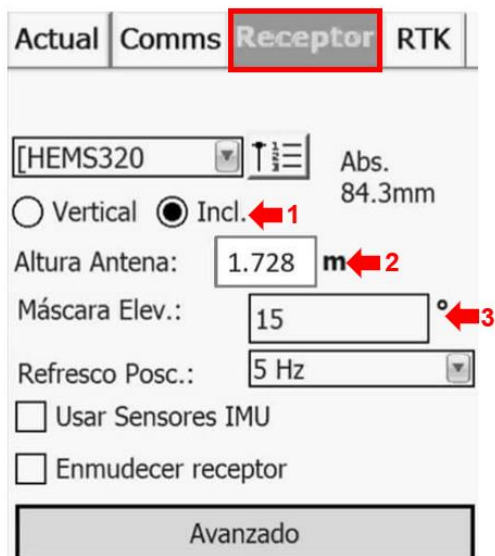 Actual Comms Receptor RTK
[HEMS320
Abs.
84.3mm
Vertical Incl. 1
Altura Antena: 1.728 m 2
Máscara Elev.: 15 ° 3
Refresco Posc.: 5 Hz
Usar Sensores IMU
Enmudecer receptor
Avanzado